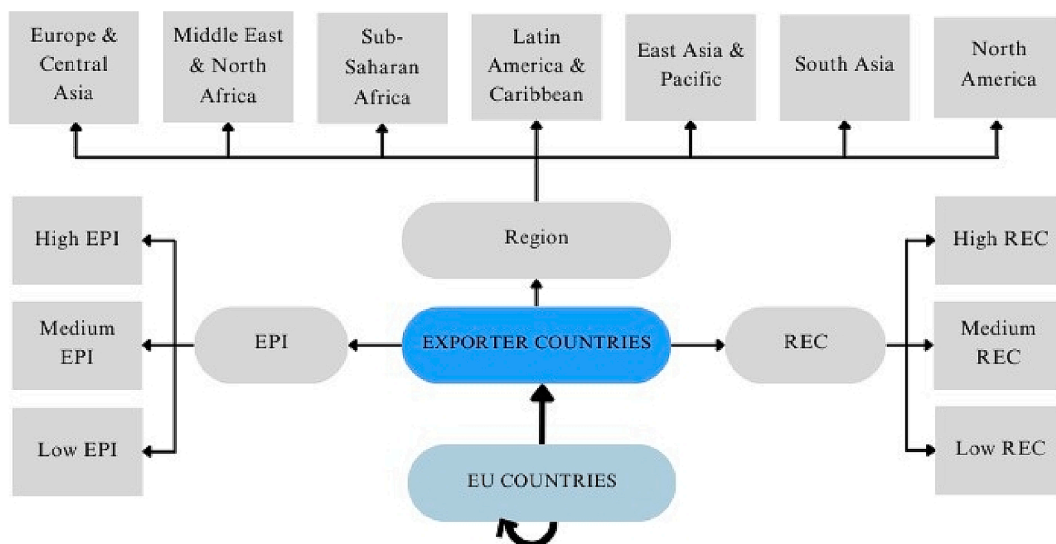 Europe &
Central
Asia
Middle East
& North
Africa
Sub-
Saharan
Africa
Latin
America &
Caribbean
East Asia &
Pacific
South Asia
North
America
Region
High EPI
Medium
EPI
Low EPI
EPI
EXPORTER COUNTRIES
REC
High REC
Medium
REC
Low REC
EU COUNTRIES